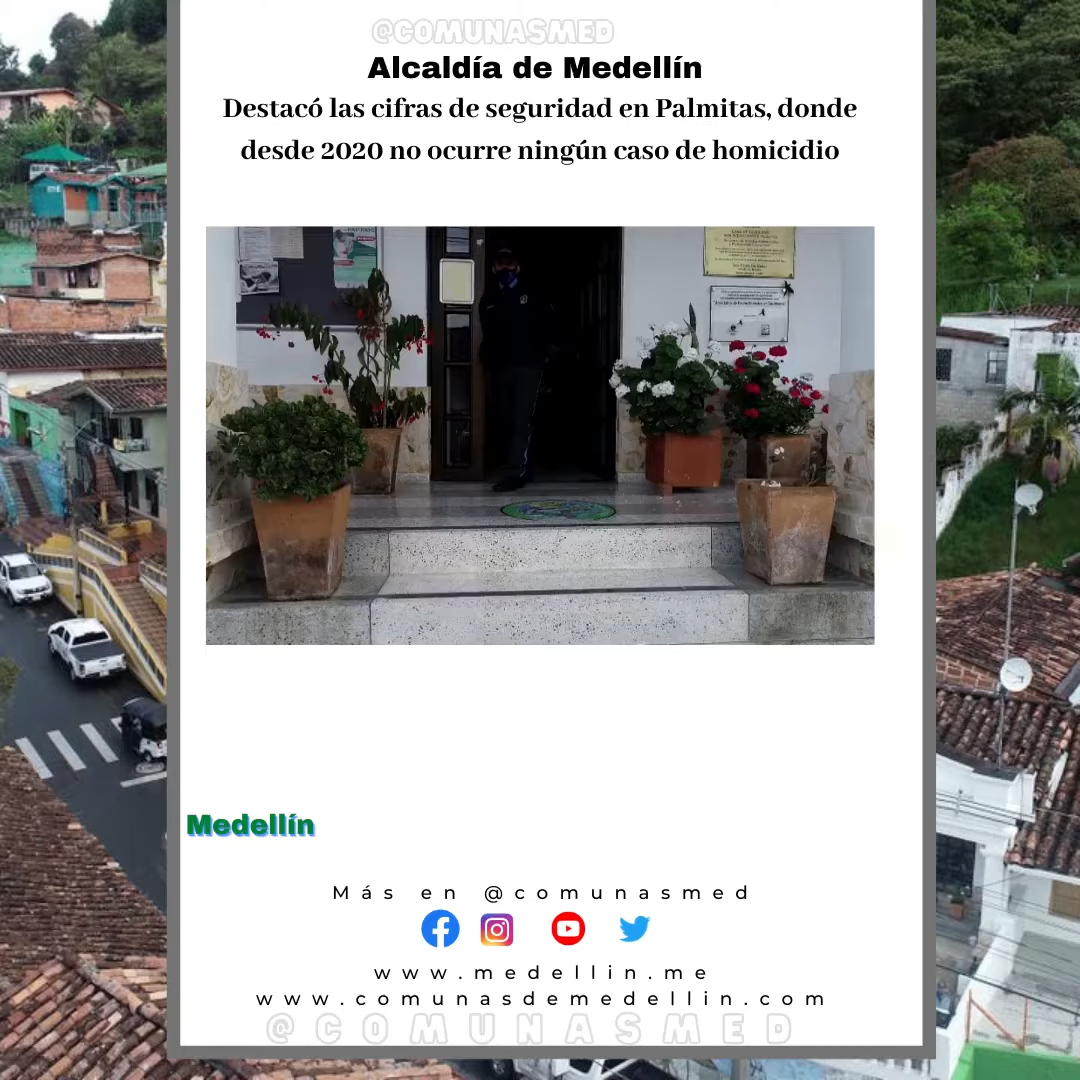 @COMUNASMED
Alcaldía de Medellín
Destacó las cifras de seguridad en Palmitas, donde
desde 2020 no ocurre ningún caso de homicidio
Medellín
Más en @comunasmed
www.medellin.me
www.comunasdemedellin.com
@COMUNASMED